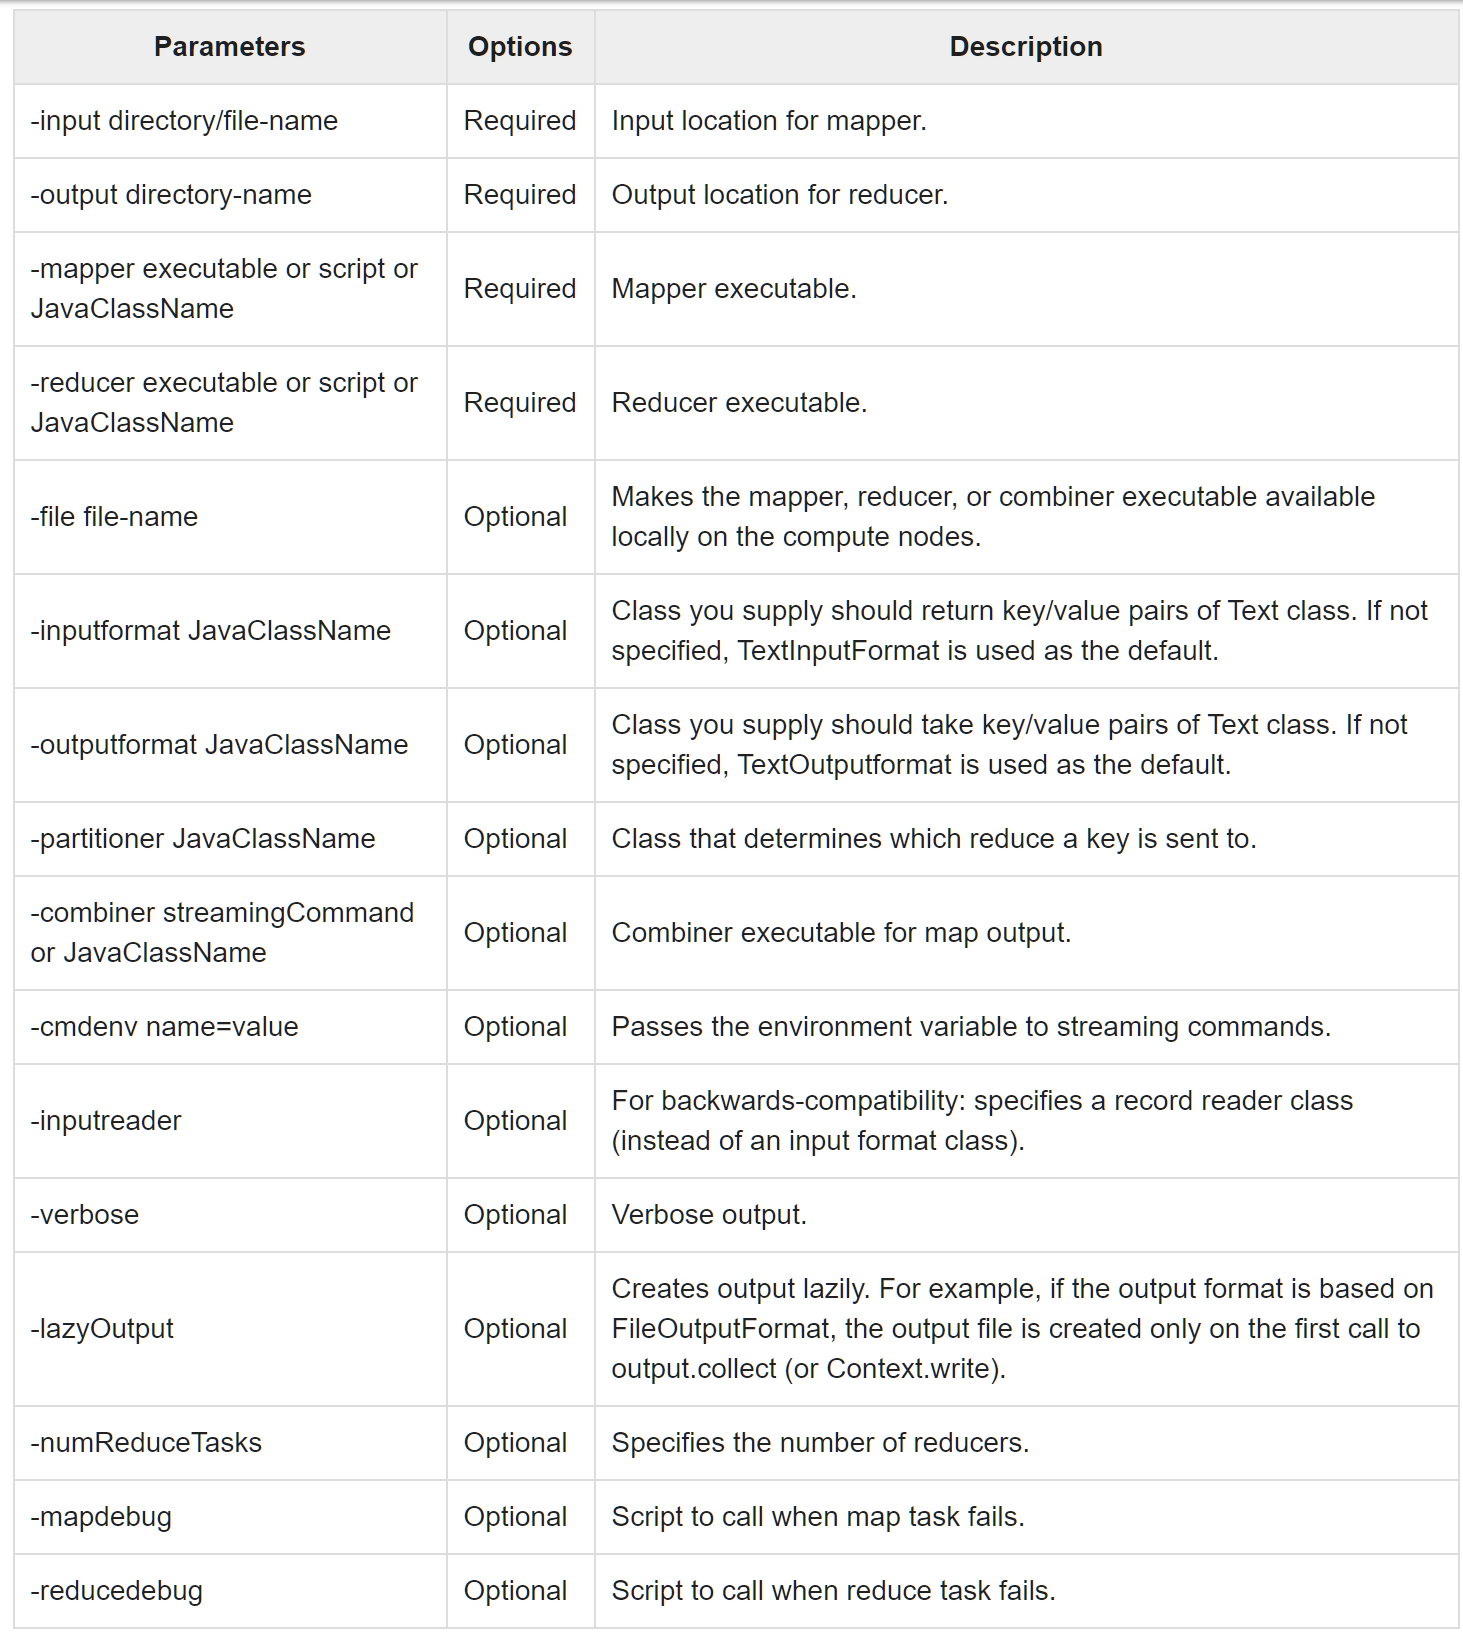 Parameters Options Description
-input directory/file-name Required Input location for mapper.
-output directory-name Required Output location for reducer.
-mapper executable or script or
JavaClassName
Required
Mapper executable.
-reducer executable or script or
JavaClassName
Required
Reducer executable.
-file file-name
Optional
Makes the mapper, reducer, or combiner executable available
locally on the compute nodes.
-inputformat JavaClassName
Optional
Class you supply should return key/value pairs of Text class. If not
specified, TextInputFormat is used as the default.
-outputformat JavaClassName
Optional
Class you supply should take key/value pairs of Text class. If not
specified, TextOutputformat is used as the default.
-partitioner JavaClassName Optional Class that determines which reduce a key is sent to.
-combiner streamingCommand
or JavaClassName
Optional
Combiner executable for map output.
-cmdenv name=value Optional Passes the environment variable to streaming commands.
-inputreader
Optional
For backwards-compatibility: specifies a record reader class
(instead of an input format class).
-verbose Optional Verbose output.
-lazyOutput
Optional
Creates output lazily. For example, if the output format is based on
FileOutputFormat, the output file is created only on the first call to
output.collect (or Context.write).
-numReduceTasks Optional Specifies the number of reducers.
-mapdebug Optional Script to call when map task fails.
-reducedebug Optional Script to call when reduce task fails.